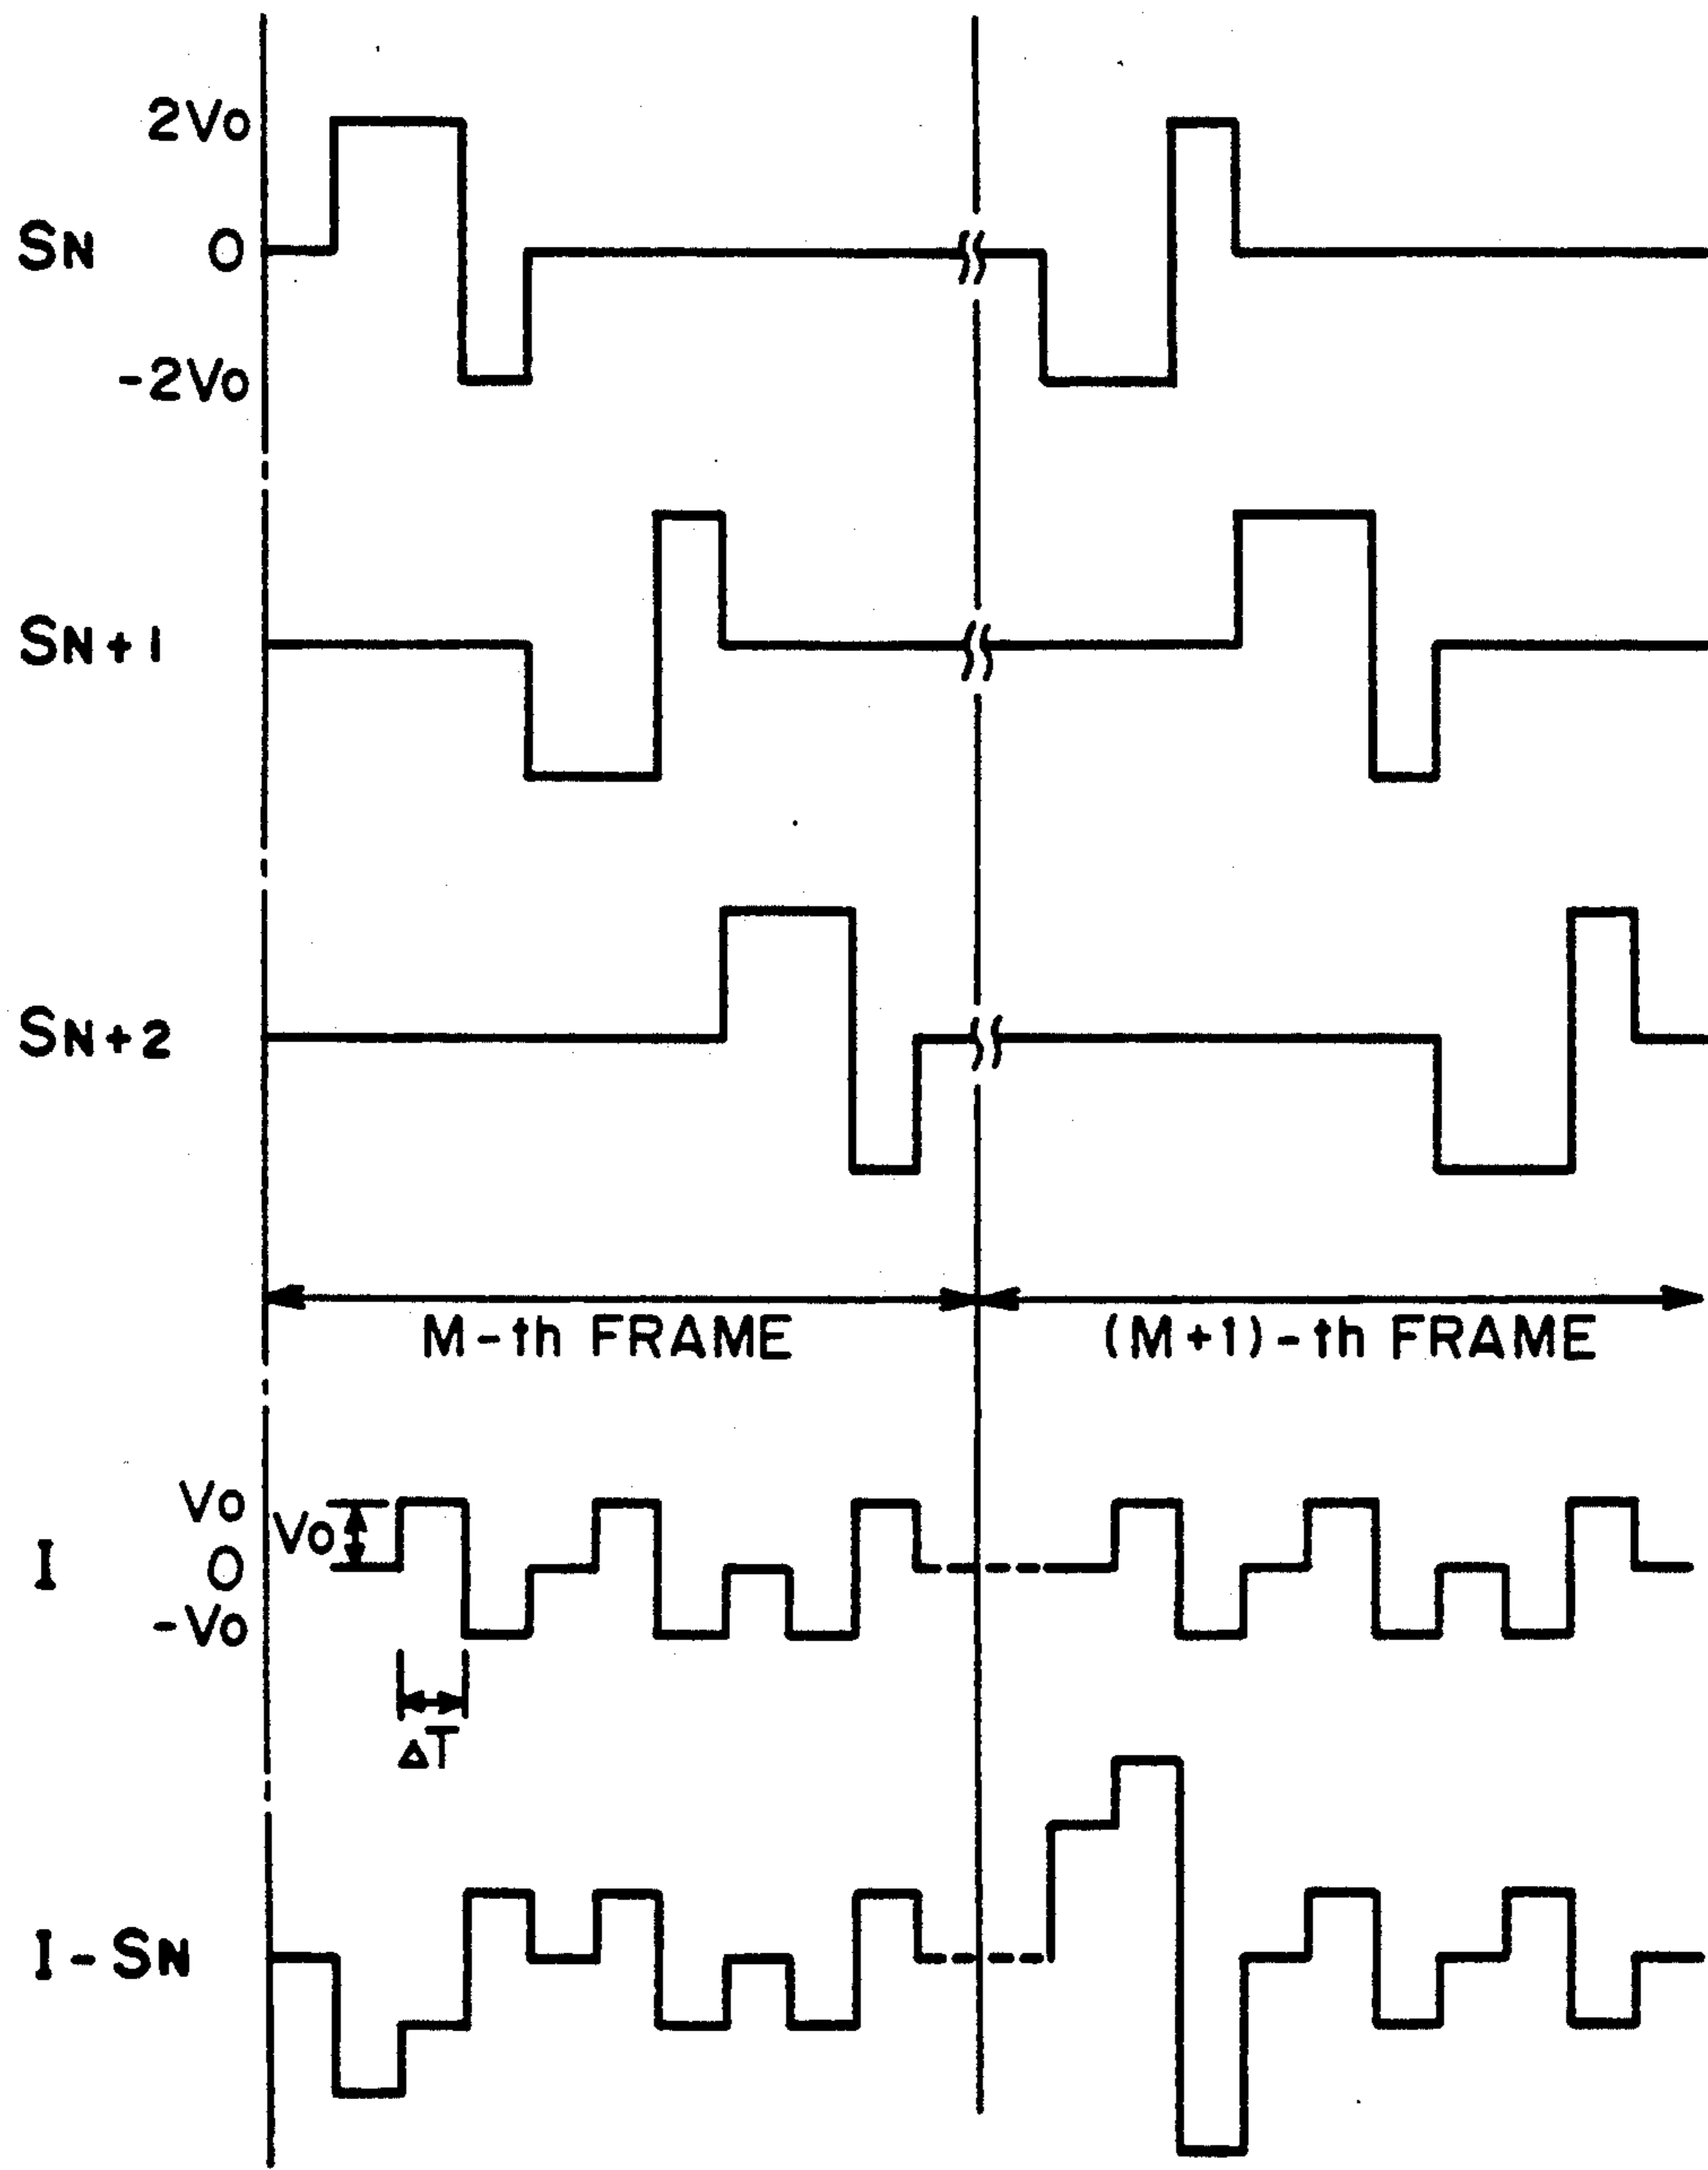 2Vo
SN 0
-2Vo
SN+1
SN+2
M-th FRAME (M+1)-th FRAME
Vo
Vo
I 0
-Vo
ΔT
I-SN